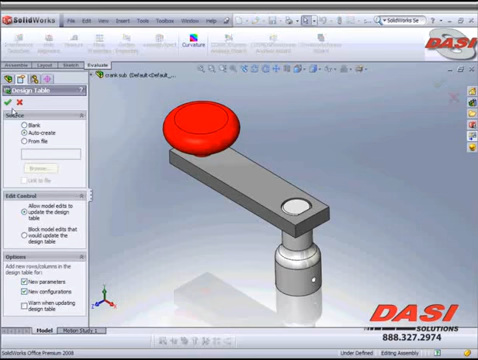 SolidWorks
File Edit View Insert Tools Toolbox Window Help
SolidWorks Se
Curvature
DASI
Assembly Layout Sketch Evaluate
crank sub (Default<Default_...
Design Table
Source
Blank
Auto-create
From file
Browse...
Link to file
Edit Control
Allow model edits to
update the design
table
Block model edits that
would update the
design table
Options
Add new rows/columns in the
design table for:
New parameters
New configurations
Warn when updating
design table
DASI
SOLUTIONS
888.327.2974
Model Motion Study 1
SolidWorks Office Premium 2008
Under Defined
Editing Assembly